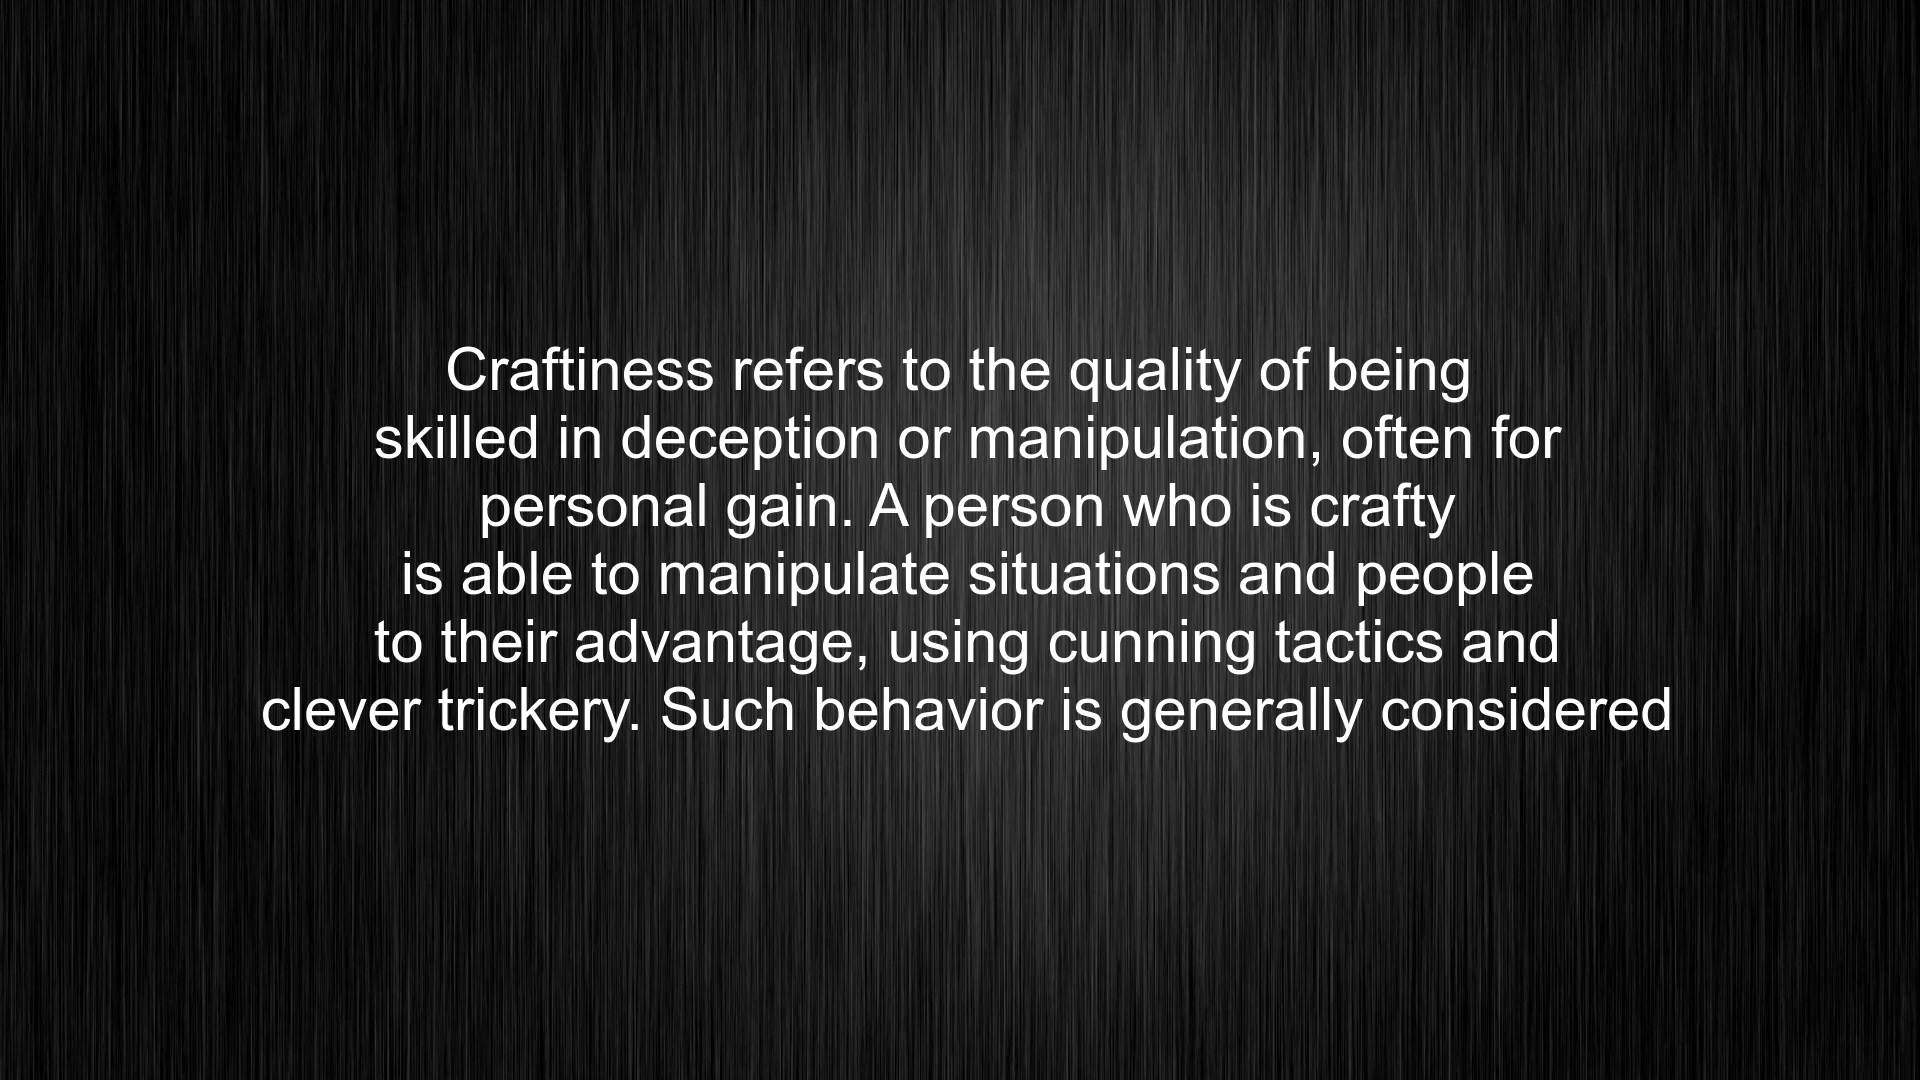 Craftiness refers to the quality of being
skilled in deception or manipulation, often for
personal gain. A person who is crafty
is able to manipulate situations and people
to their advantage, using cunning tactics and
clever trickery. Such behavior is generally considered